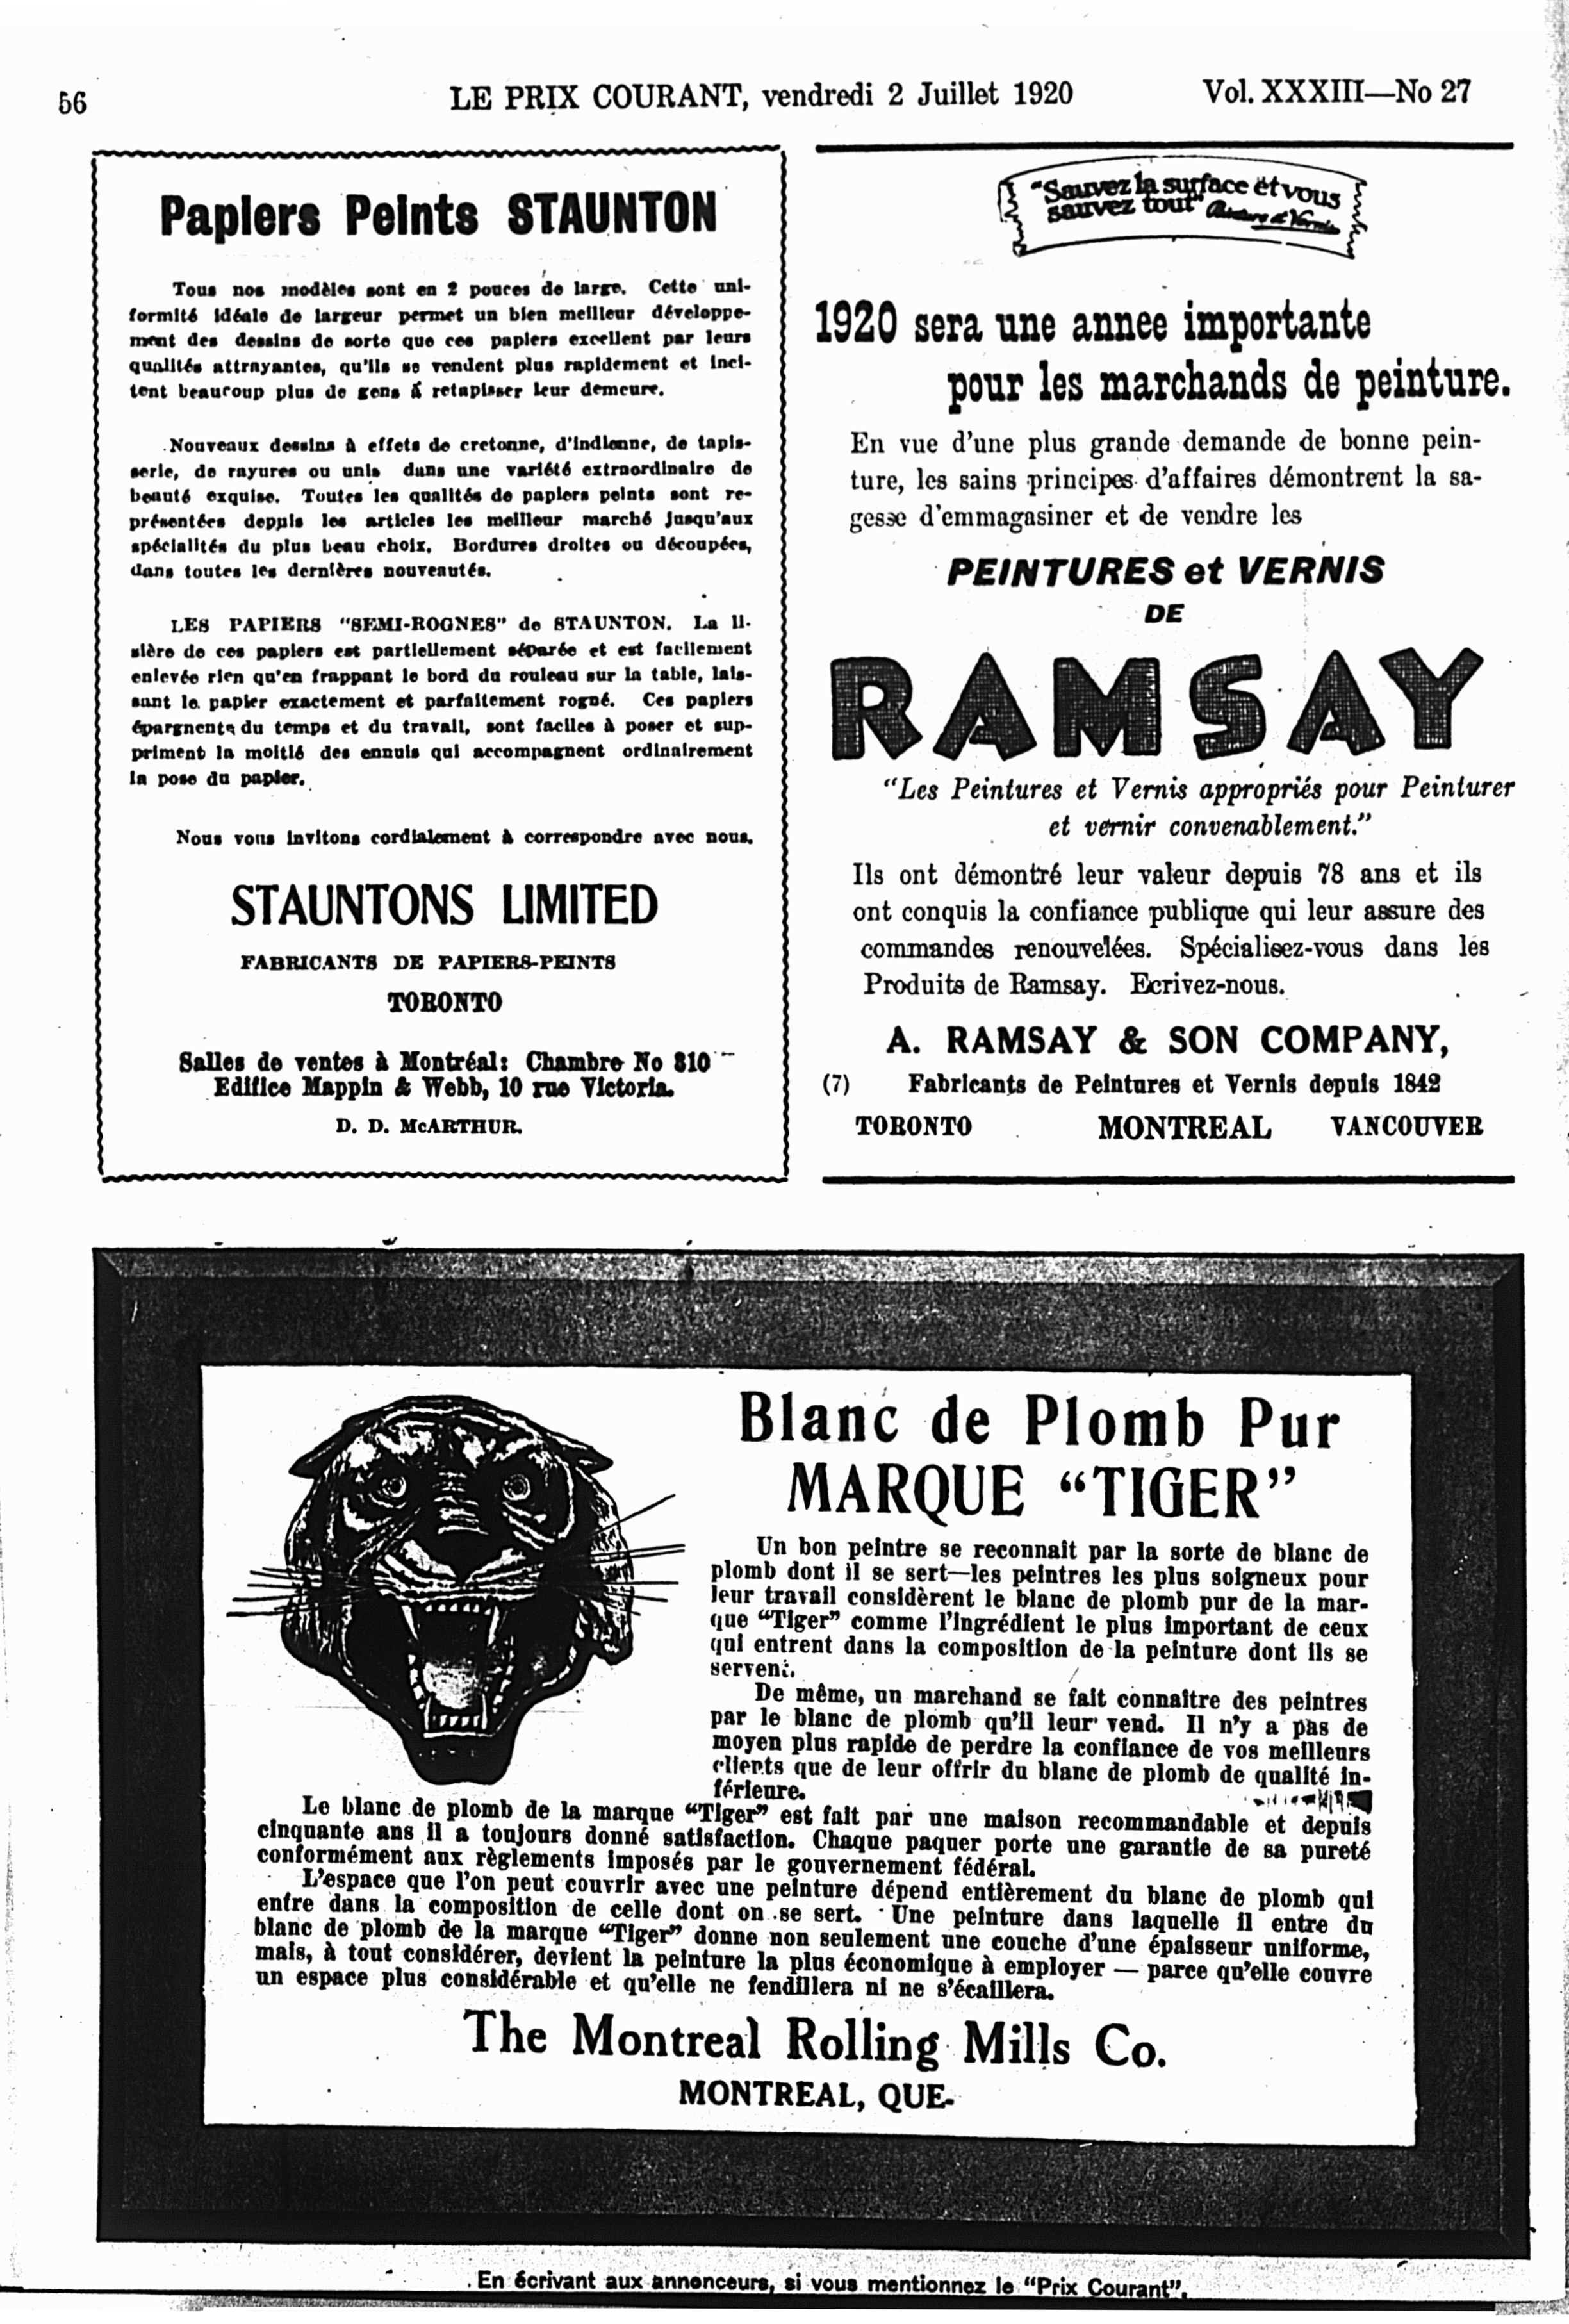 56
LE PRIX COURANT, vendredi 2 Juillet 1920
Vol. XXXIII—No 27
Papiers Peints STAUNTON
Tous nos modèles sont en 2 pouces de large. Cette uni-
formité idéale de largeur permet un bien meilleur développe-
ment des dessins de sorte que ces papiers excellent par leurs
qualités attrayantes, qu'ils se vendent plus rapidement et inci-
tent beaucoup plus de gens á retapisser leur demeure.
Nouveaux dessins à effets de cretonne, d'indienne, de tapis-
serie, de rayures ou unis dans une variété extraordinaire de
beauté exquise. Toutes les qualités de papiers peints sont re-
présentées deppis les articles les meilleur marché jusqu'aux
spécialités du plus beau choix. Bordures droites ou découpées,
dans toutes les dernières nouveautés.
LES PAPIERS "SEMI-ROGNES" de STAUNTON. La li-
sière de ces papiers est partiellement séparée et est facilement
enlevée rien qu'en frappant le bord du rouleau sur la table, lais-
sant le papier exactement et parfaitement rogné. Ces papiers
épargnents du temps et du travail, sont faciles à poser et sup-
priment la moitié des ennuis qui accompagnent ordinairement
la pose du papier.
Nous vous invitons cordialement à correspondre avec nous.
STAUNTONS LIMITED
FABRICANTS DE PAPIERS-PEINTS
TORONTO
Salles de ventes à Montréal: Chambre No 310
Edifice Mappin & Webb, 10 rue Victoria.
D. D. McARTHUR.
"Sauvez la surface et vous
sauvez tout" Peinture et Vernis
1920 sera une annee importante
pour les marchands de peinture.
En vue d'une plus grande demande de bonne pein-
ture, les sains principes d'affaires démontrent la sa-
gesse d'emmagasiner et de vendre les
PEINTURES et VERNIS
DE
RAMSAY
"Les Peintures et Vernis appropriés pour Peinturer
et vernir convenablement."
Ils ont démontré leur valeur depuis 78 ans et ils
ont conquis la confiance publique qui leur assure des
commandes renouvelées. Spécialisez-vous dans les
Produits de Ramsay. Ecrivez-nous.
A. RAMSAY & SON COMPANY,
(7) Fabricants de Peintures et Vernis depuis 1842
TORONTO MONTREAL VANCOUVER
Blanc de Plomb Pur
MARQUE "TIGER"
Un bon peintre se reconnait par la sorte de blanc de
plomb dont il se sert—les peintres les plus soigneux pour
leur travail considèrent le blanc de plomb pur de la mar-
que "Tiger" comme l'ingrédient le plus important de ceux
qui entrent dans la composition de la peinture dont ils se
servent.
De même, un marchand se fait connaitre des peintres
par le blanc de plomb qu'il leur vend. Il n'y a pas de
moyen plus rapide de perdre la confiance de vos meilleurs
clients que de leur offrir du blanc de plomb de qualité in-
férieure.
Le blanc de plomb de la marque "Tiger" est fait par une maison recommandable et depuis
cinquante ans il a toujours donné satisfaction. Chaque paquer porte une garantie de sa pureté
conformément aux règlements imposés par le gouvernement fédéral.
L'espace que l'on peut couvrir avec une peinture dépend entièrement du blanc de plomb qui
entre dans la composition de celle dont on se sert. Une peinture dans laquelle il entre du
blanc de plomb de la marque "Tiger" donne non seulement une couche d'une épaisseur uniforme,
mais, à tout considérer, devient la peinture la plus économique à employer — parce qu'elle couvre
un espace plus considérable et qu'elle ne fendillera ni ne s'écaillera.
The Montreal Rolling Mills Co.
MONTREAL, QUE-
En écrivant aux annonceurs, si vous mentionnez le "Prix Courant".